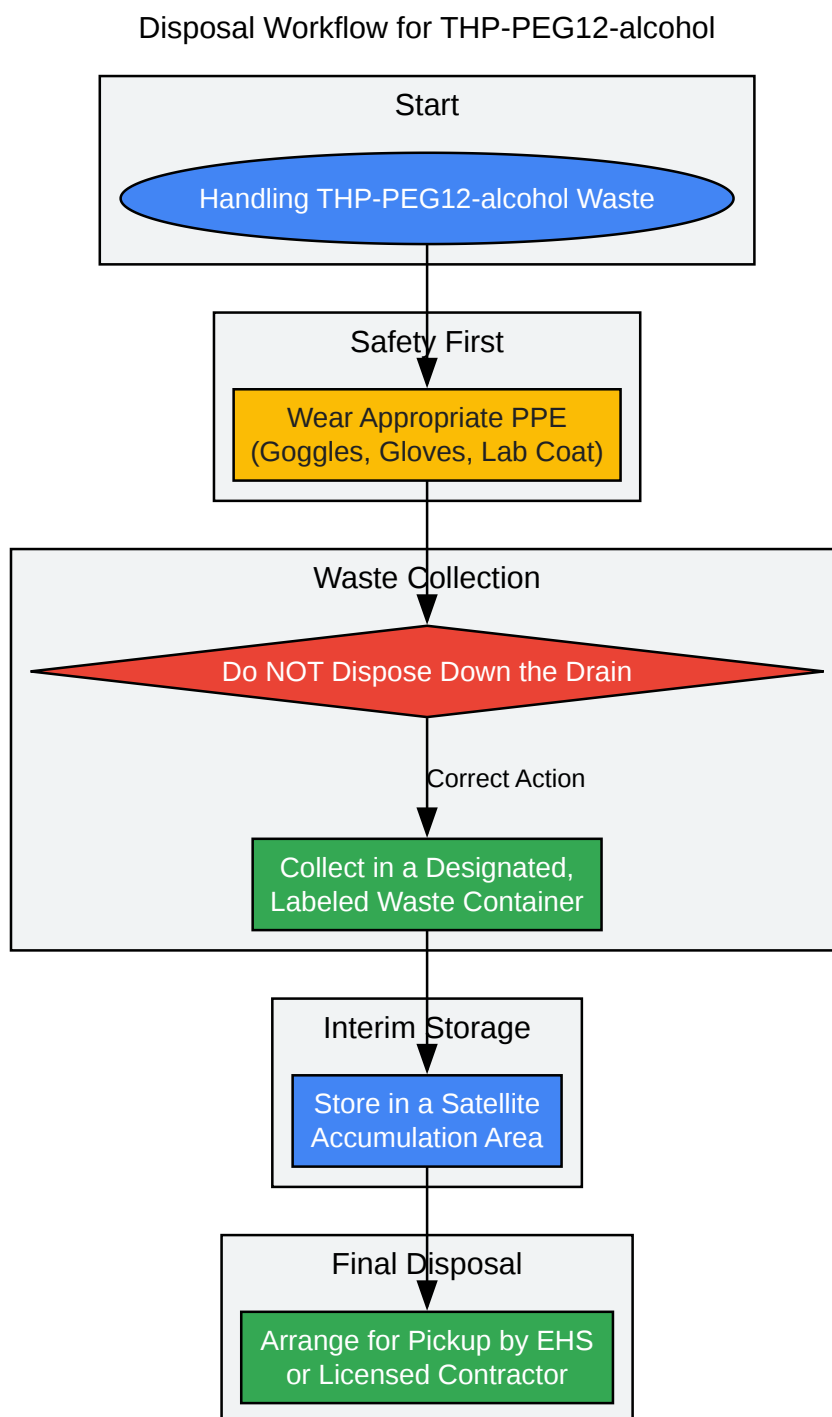 Disposal Workflow for THP-PEG12-alcohol
Start
Handling THP-PEG12-alcohol Waste
Safety First
Wear Appropriate PPE
(Goggles, Gloves, Lab Coat)
Waste Collection
Do NOT Dispose Down the Drain
Correct Action
Collect in a Designated,
Labeled Waste Container
Interim Storage
Store in a Satellite
Accumulation Area
Final Disposal
Arrange for Pickup by EHS
or Licensed Contractor